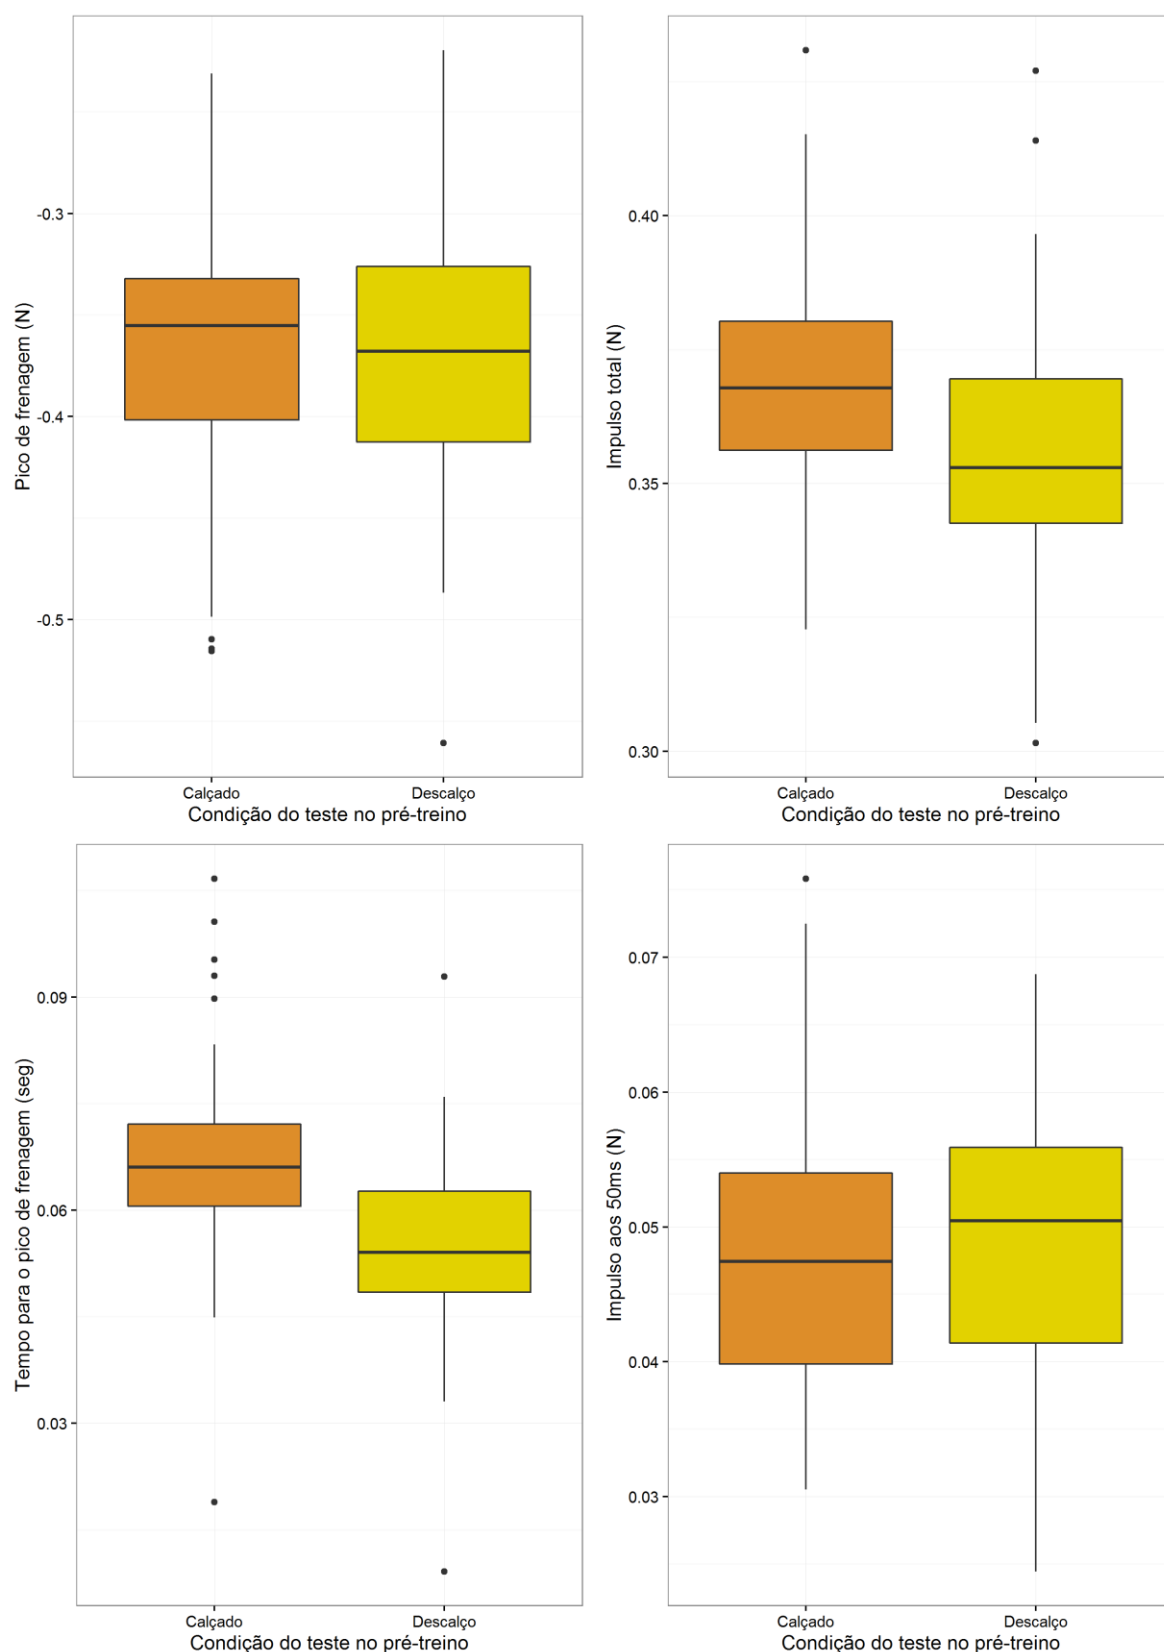 Pico de frenagem (N)
-0.3
-0.4
-0.5
Calçado
Descalço
Condição do teste no pré-treino
Impulso total (N)
0.40
0.35
0.30
Calçado
Descalço
Condição do teste no pré-treino
Tempo para o pico de frenagem (seg)
0.09
0.06
0.03
Calçado
Descalço
Condição do teste no pré-treino
Impulso aos 50ms (N)
0.07
0.06
0.05
0.04
0.03
Calçado
Descalço
Condição do teste no pré-treino